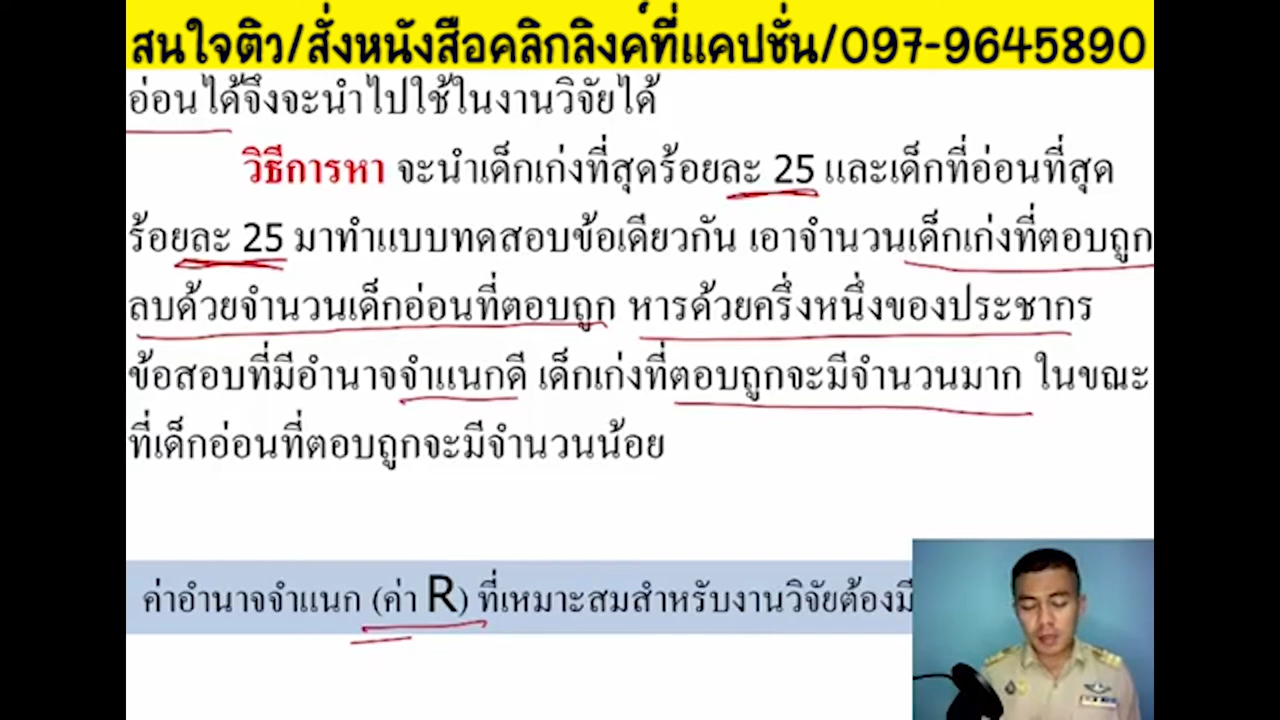 สนใจติว/สั่งหนังสือคลิกลิงค์ที่แคปชั่น/097-9645890
อ่อนได้จึงจะนำไปใช้ในงานวิจัยได้
วิธีการหา จะนำเด็กเก่งที่สุดร้อยละ 25 และเด็กที่อ่อนที่สุด
ร้อยละ 25 มาทำแบบทดสอบข้อเดียวกัน เอาจำนวนเด็กเก่งที่ตอบถูก
ลบด้วยจำนวนเด็กอ่อนที่ตอบถูก หารด้วยครึ่งหนึ่งของประชากร
ข้อสอบที่มีอำนาจจำแนกดี เด็กเก่งที่ตอบถูกจะมีจำนวนมาก ในขณะ
ที่เด็กอ่อนที่ตอบถูกจะมีจำนวนน้อย
ค่าอำนาจจำแนก (ค่า R) ที่เหมาะสมสำหรับงานวิจัยต้องมี